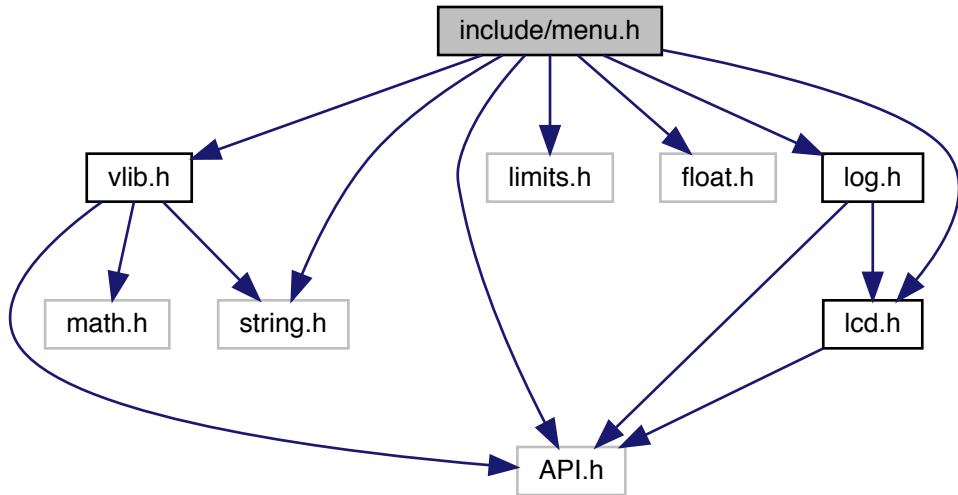 include/menu.h
vlib.h
limits.h
float.h
log.h
math.h
string.h
lcd.h
API.h